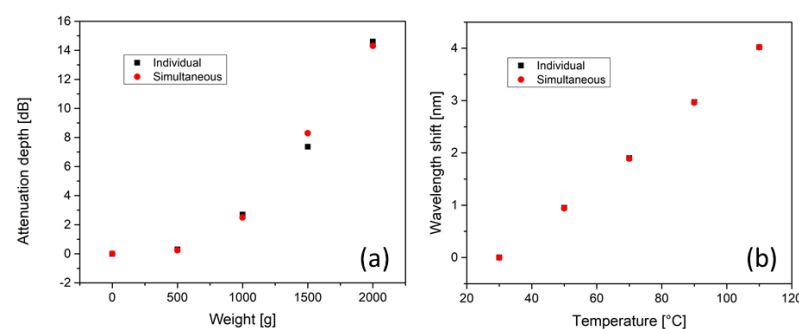 16
14
12
10
8
6
4
2
0
-2
Attenuation depth [dB]
Individual
Simultaneous
(a)
0 500 1000 1500 2000
Weight [g]
4
3
2
1
0
Wavelength shift [nm]
Individual
Simultaneous
(b)
20 40 60 80 100 120
Temperature [°C]